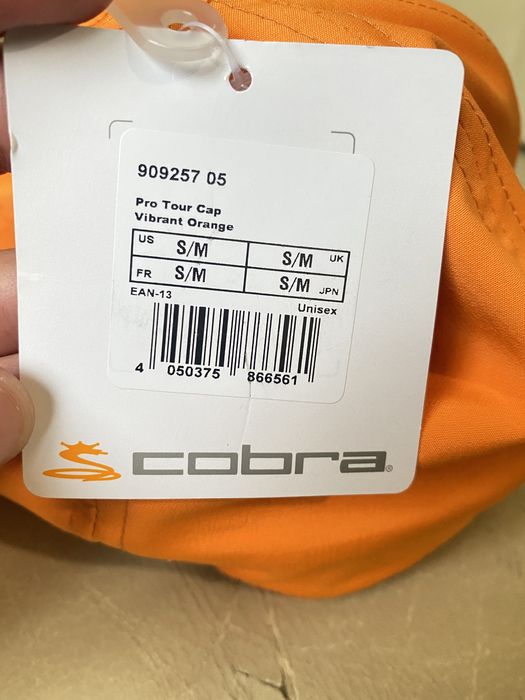 909257 05
Pro Tour Cap
Vibrant Orange
US S/M S/M UK
FR S/M S/M JPN
EAN-13 Unisex
4 050375 866561
cobra®